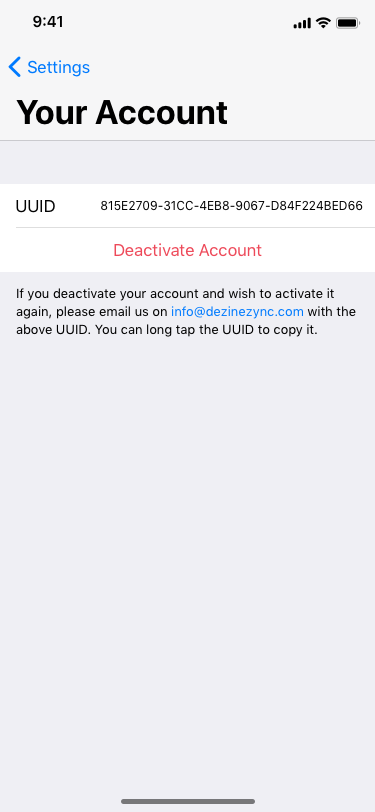 9:41
Settings
Your Account
UUID 815E2709-31CC-4EB8-9067-D84F224BED66
Deactivate Account
If you deactivate your account and wish to activate it
again, please email us on info@dezinezync.com with the
above UUID. You can long tap the UUID to copy it.